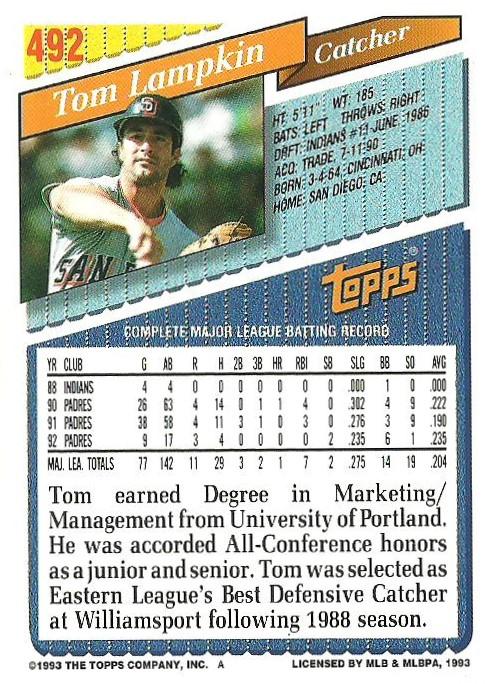 492
Tom Lampkin
Catcher
HT: 5'11" WT: 185
BATS: LEFT THROWS: RIGHT
DRFT: INDIANS #11-JUNE, 1986
ACQ: TRADE, 7-11-90
BORN: 3-4-64, CINCINNATI, OH
HOME: SAN DIEGO, CA
SD
SAN
TOPPS®
COMPLETE MAJOR LEAGUE BATTING RECORD
YR CLUB G AB R H 2B 3B HR RBI SB SLG BB SO AVG
88 INDIANS 4 4 0 0 0 0 0 0 0 .000 1 0 .000
90 PADRES 26 63 4 14 0 1 1 4 0 .302 4 9 .222
91 PADRES 38 58 4 11 3 1 0 3 0 .276 3 9 .190
92 PADRES 9 17 3 4 0 0 0 0 2 .235 6 1 .235
MAJ. LEA. TOTALS 77 142 11 29 3 2 1 7 2 .275 14 19 .204
Tom earned Degree in Marketing/
Management from University of Portland.
He was accorded All-Conference honors
as a junior and senior. Tom was selected as
Eastern League's Best Defensive Catcher
at Williamsport following 1988 season.
©1993 THE TOPPS COMPANY, INC. A
LICENSED BY MLB & MLBPA, 1993